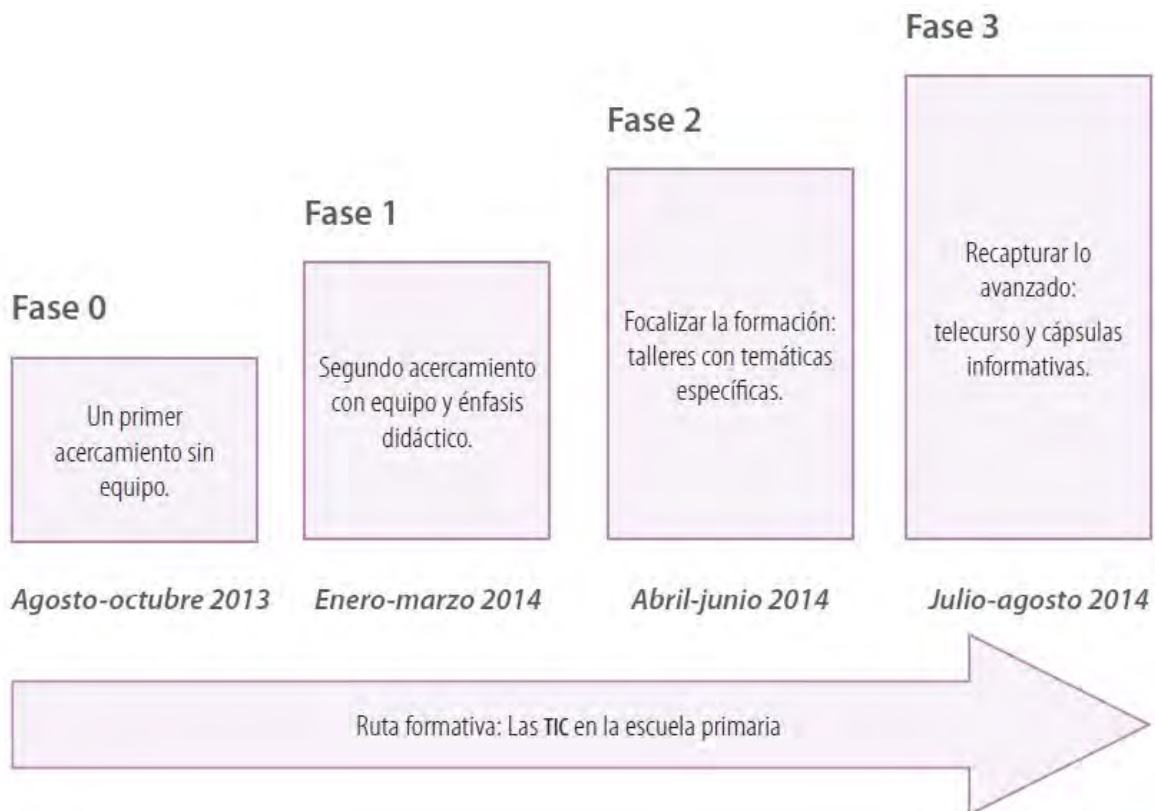 Fase 0
Un primer
acercamiento sin
equipo.
Agosto-octubre 2013
Fase 1
Segundo acercamiento
con equipo y énfasis
didáctico.
Enero-marzo 2014
Fase 2
Focalizar la formación:
talleres con temáticas
específicas.
Abril-junio 2014
Fase 3
Recapturar lo
avanzado:
telecurso y cápsulas
informativas.
Julio-agosto 2014
Ruta formativa: Las TIC en la escuela primaria